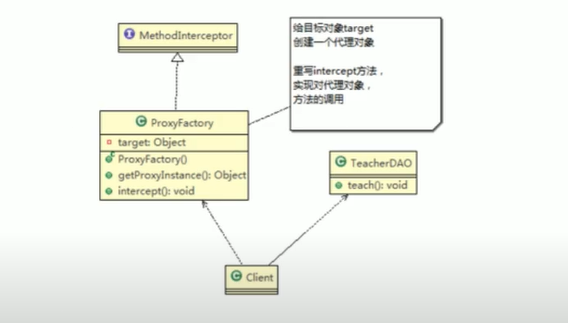 I MethodInterceptor
给目标对象target
创建一个代理对象
重写intercept方法，
实现对代理对象，
方法的调用
C ProxyFactory
target: Object
ProxyFactory()
getProxyInstance(): Object
intercept(): void
C TeacherDAO
teach(): void
C Client